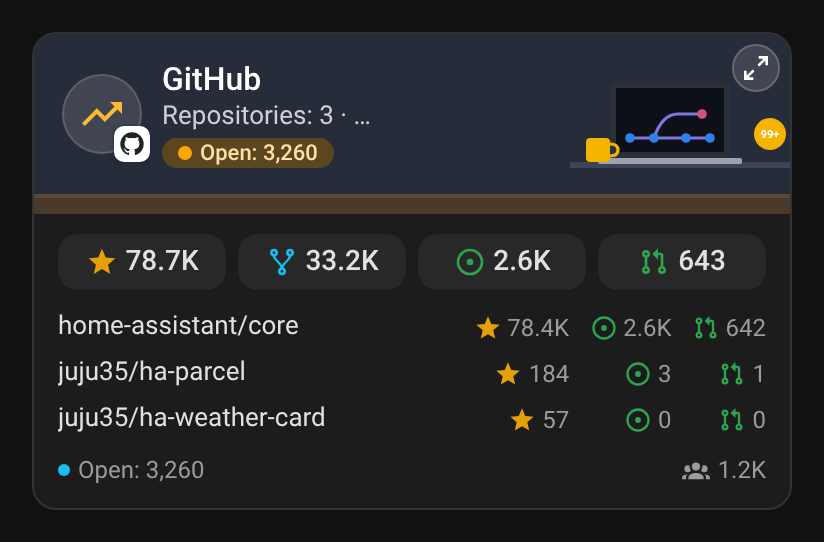 GitHub
Repositories: 3 · ...
Open: 3,260
99+
78.7K 33.2K 2.6K 643
home-assistant/core 78.4K 2.6K 642
juju35/ha-parcel 184 3 1
juju35/ha-weather-card 57 0 0
Open: 3,260 1.2K